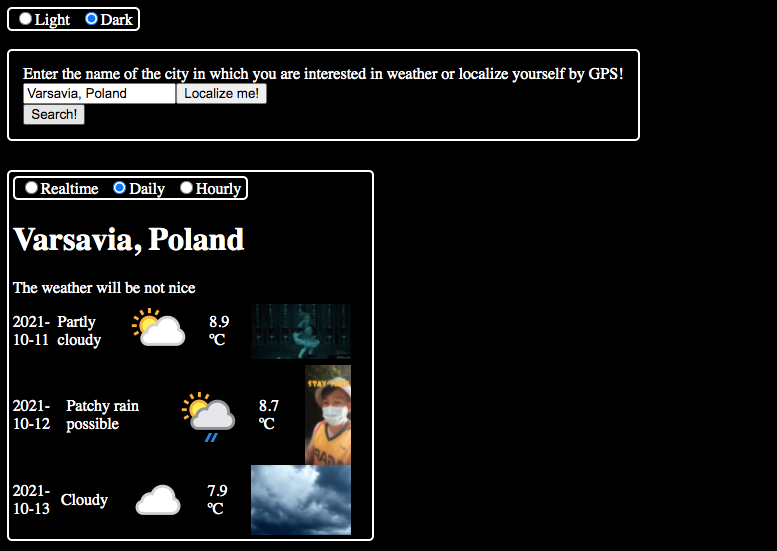 Light Dark
Enter the name of the city in which you are interested in weather or localize yourself by GPS!
Varsavia, Poland Localize me!
Search!
Realtime Daily Hourly
Varsavia, Poland
The weather will be not nice
2021- Partly 8.9
10-11 cloudy °C
STAY
2021- Patchy rain 8.7
10-12 possible °C
2021- Cloudy 7.9
10-13 °C